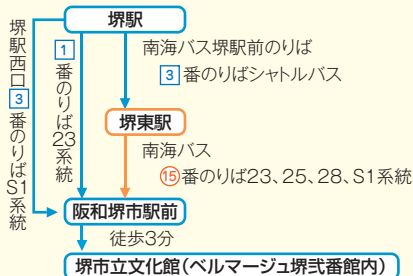 堺駅
堺駅西口3番のりばS1系統
1番のりば23系統
南海バス堺駅前のりば
3番のりばシャトルバス
堺東駅
南海バス
⑮番のりば23、25、28、S1系統
阪和堺市駅前
徒歩3分
堺市立文化館(ベルマージュ堺弐番館内)